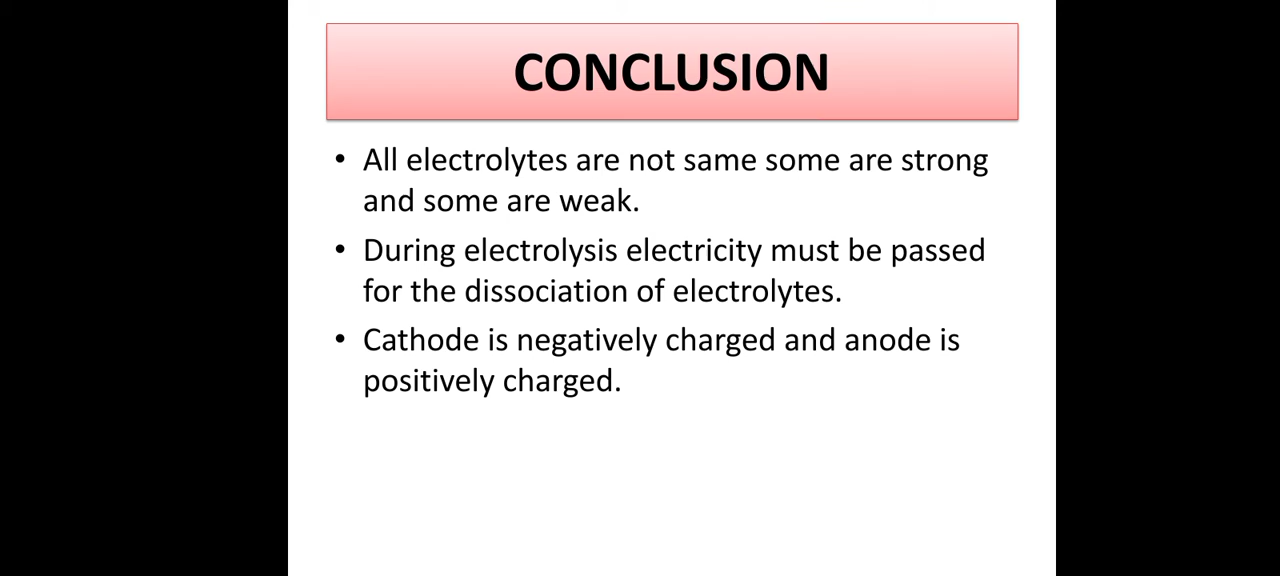 CONCLUSION
• All electrolytes are not same some are strong
and some are weak.
• During electrolysis electricity must be passed
for the dissociation of electrolytes.
• Cathode is negatively charged and anode is
positively charged.